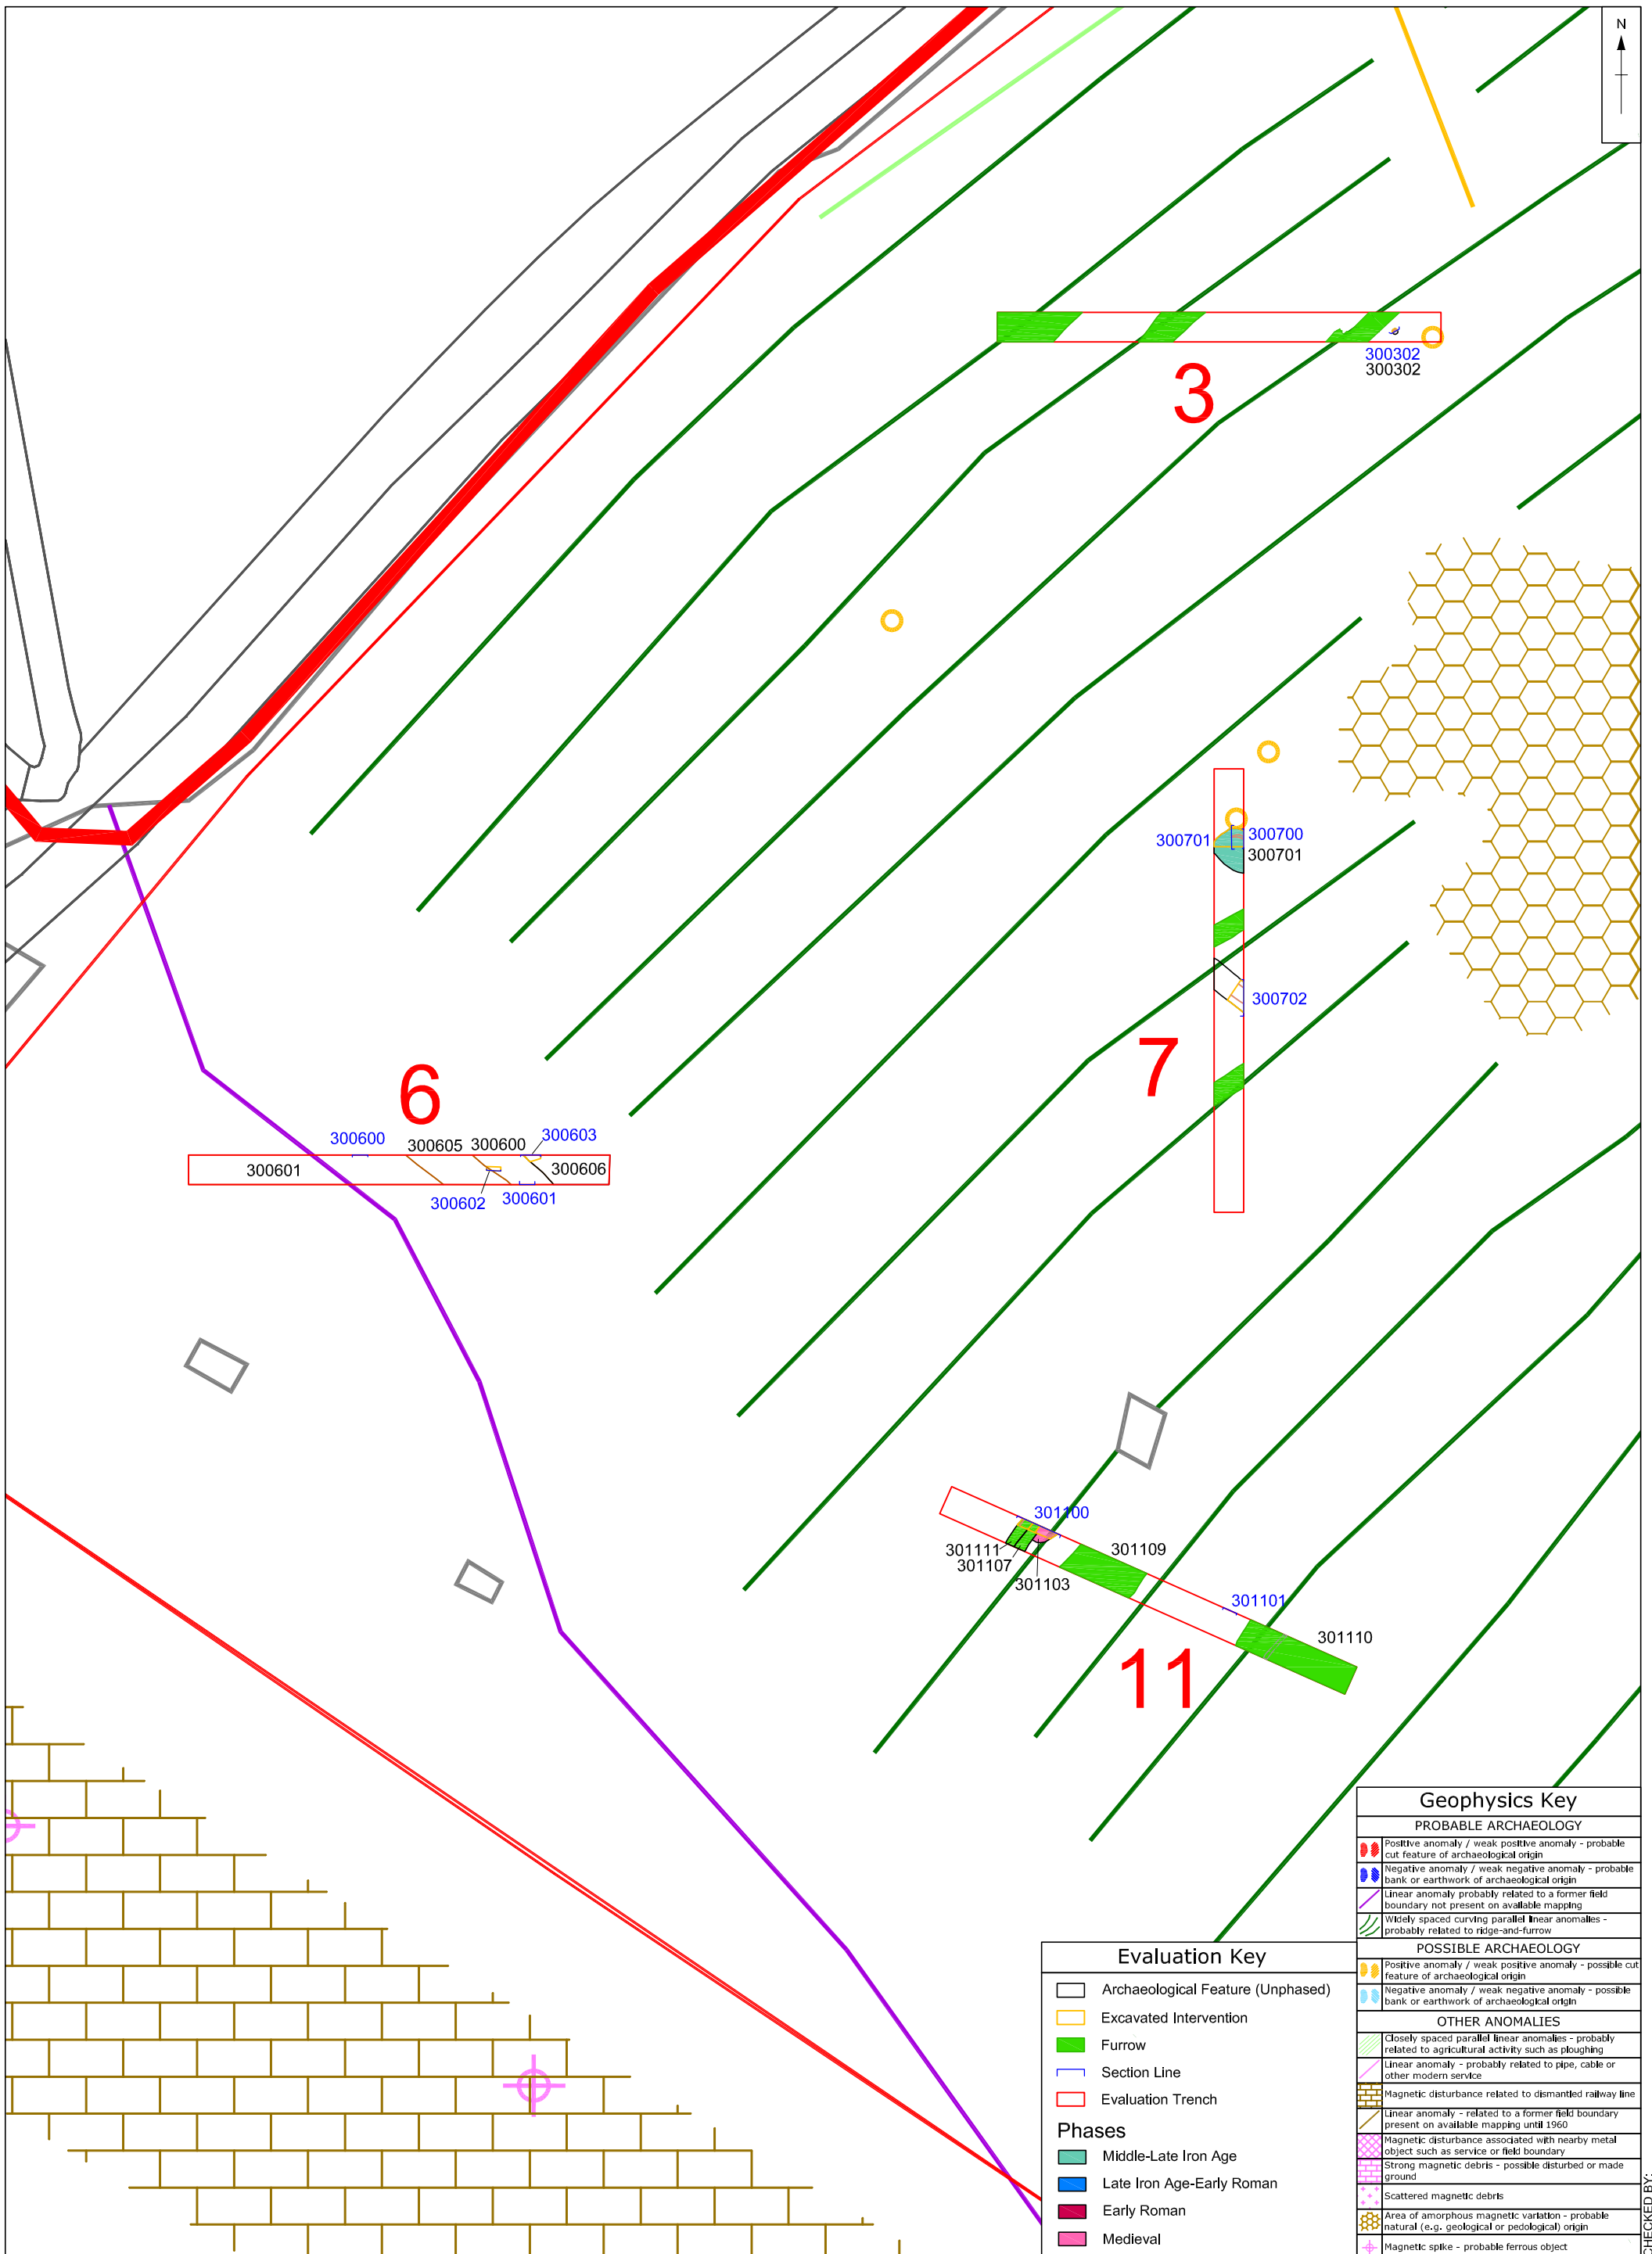 N
300302
300302
3
300701
300700
300701
300702
7
6
300600
300605
300600
300603
300601
300606
300602
300601
301100
301111
301107
301103
301109
301101
301110
11
Evaluation Key
Archaeological Feature (Unphased)
Excavated Intervention
Furrow
Section Line
Evaluation Trench
Phases
Middle-Late Iron Age
Late Iron Age-Early Roman
Early Roman
Medieval
Geophysics Key
PROBABLE ARCHAEOLOGY
Positive anomaly / weak positive anomaly - probable
cut feature of archaeological origin
Negative anomaly / weak negative anomaly - probable
bank or earthwork of archaeological origin
Linear anomaly probably related to a former field
boundary not present on available mapping
Widely spaced curving parallel linear anomalies -
probably related to ridge-and-furrow
POSSIBLE ARCHAEOLOGY
Positive anomaly / weak positive anomaly - possible cut
feature of archaeological origin
Negative anomaly / weak negative anomaly - possible
bank or earthwork of archaeological origin
OTHER ANOMALIES
Closely spaced parallel linear anomalies - probably
related to agricultural activity such as ploughing
Linear anomaly - probably related to pipe, cable or
other modern service
Magnetic disturbance related to dismantled railway line
Linear anomaly - related to a former field boundary
present on available mapping until 1960
Magnetic disturbance associated with nearby metal
object such as service or field boundary
Strong magnetic debris - possible disturbed or made
ground
Scattered magnetic debris
Area of amorphous magnetic variation - probable
natural (e.g. geological or pedological) origin
Magnetic spike - probable ferrous object
CHECKED BY: